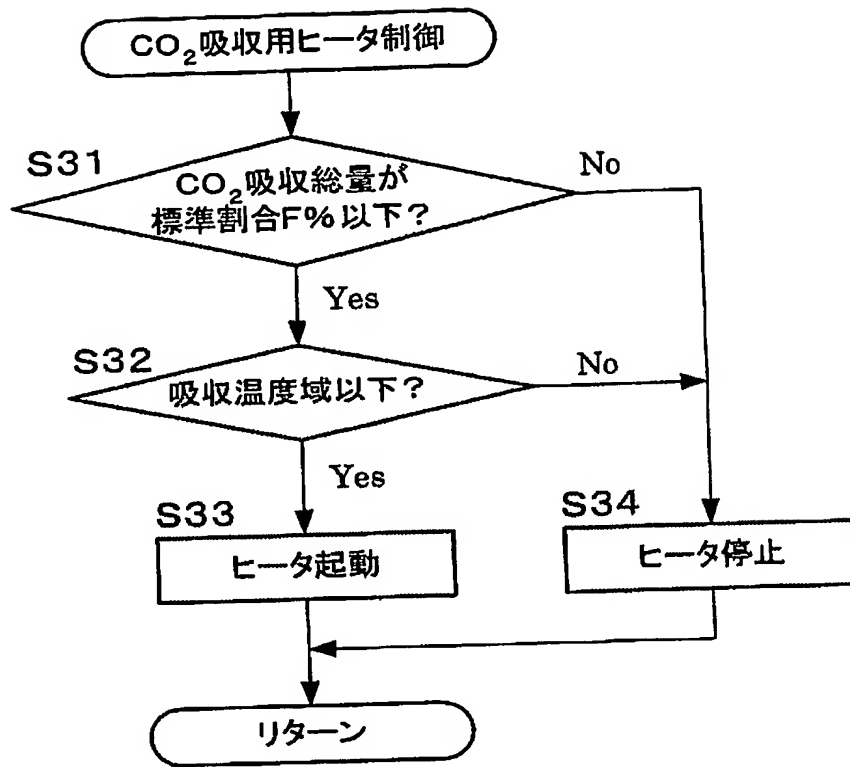 CO₂吸収用ヒータ制御
S31
CO₂吸収総量が
標準割合F%以下?
No
Yes
S32
吸収温度域以下?
No
Yes
S33
ヒータ起動
S34
ヒータ停止
リターン